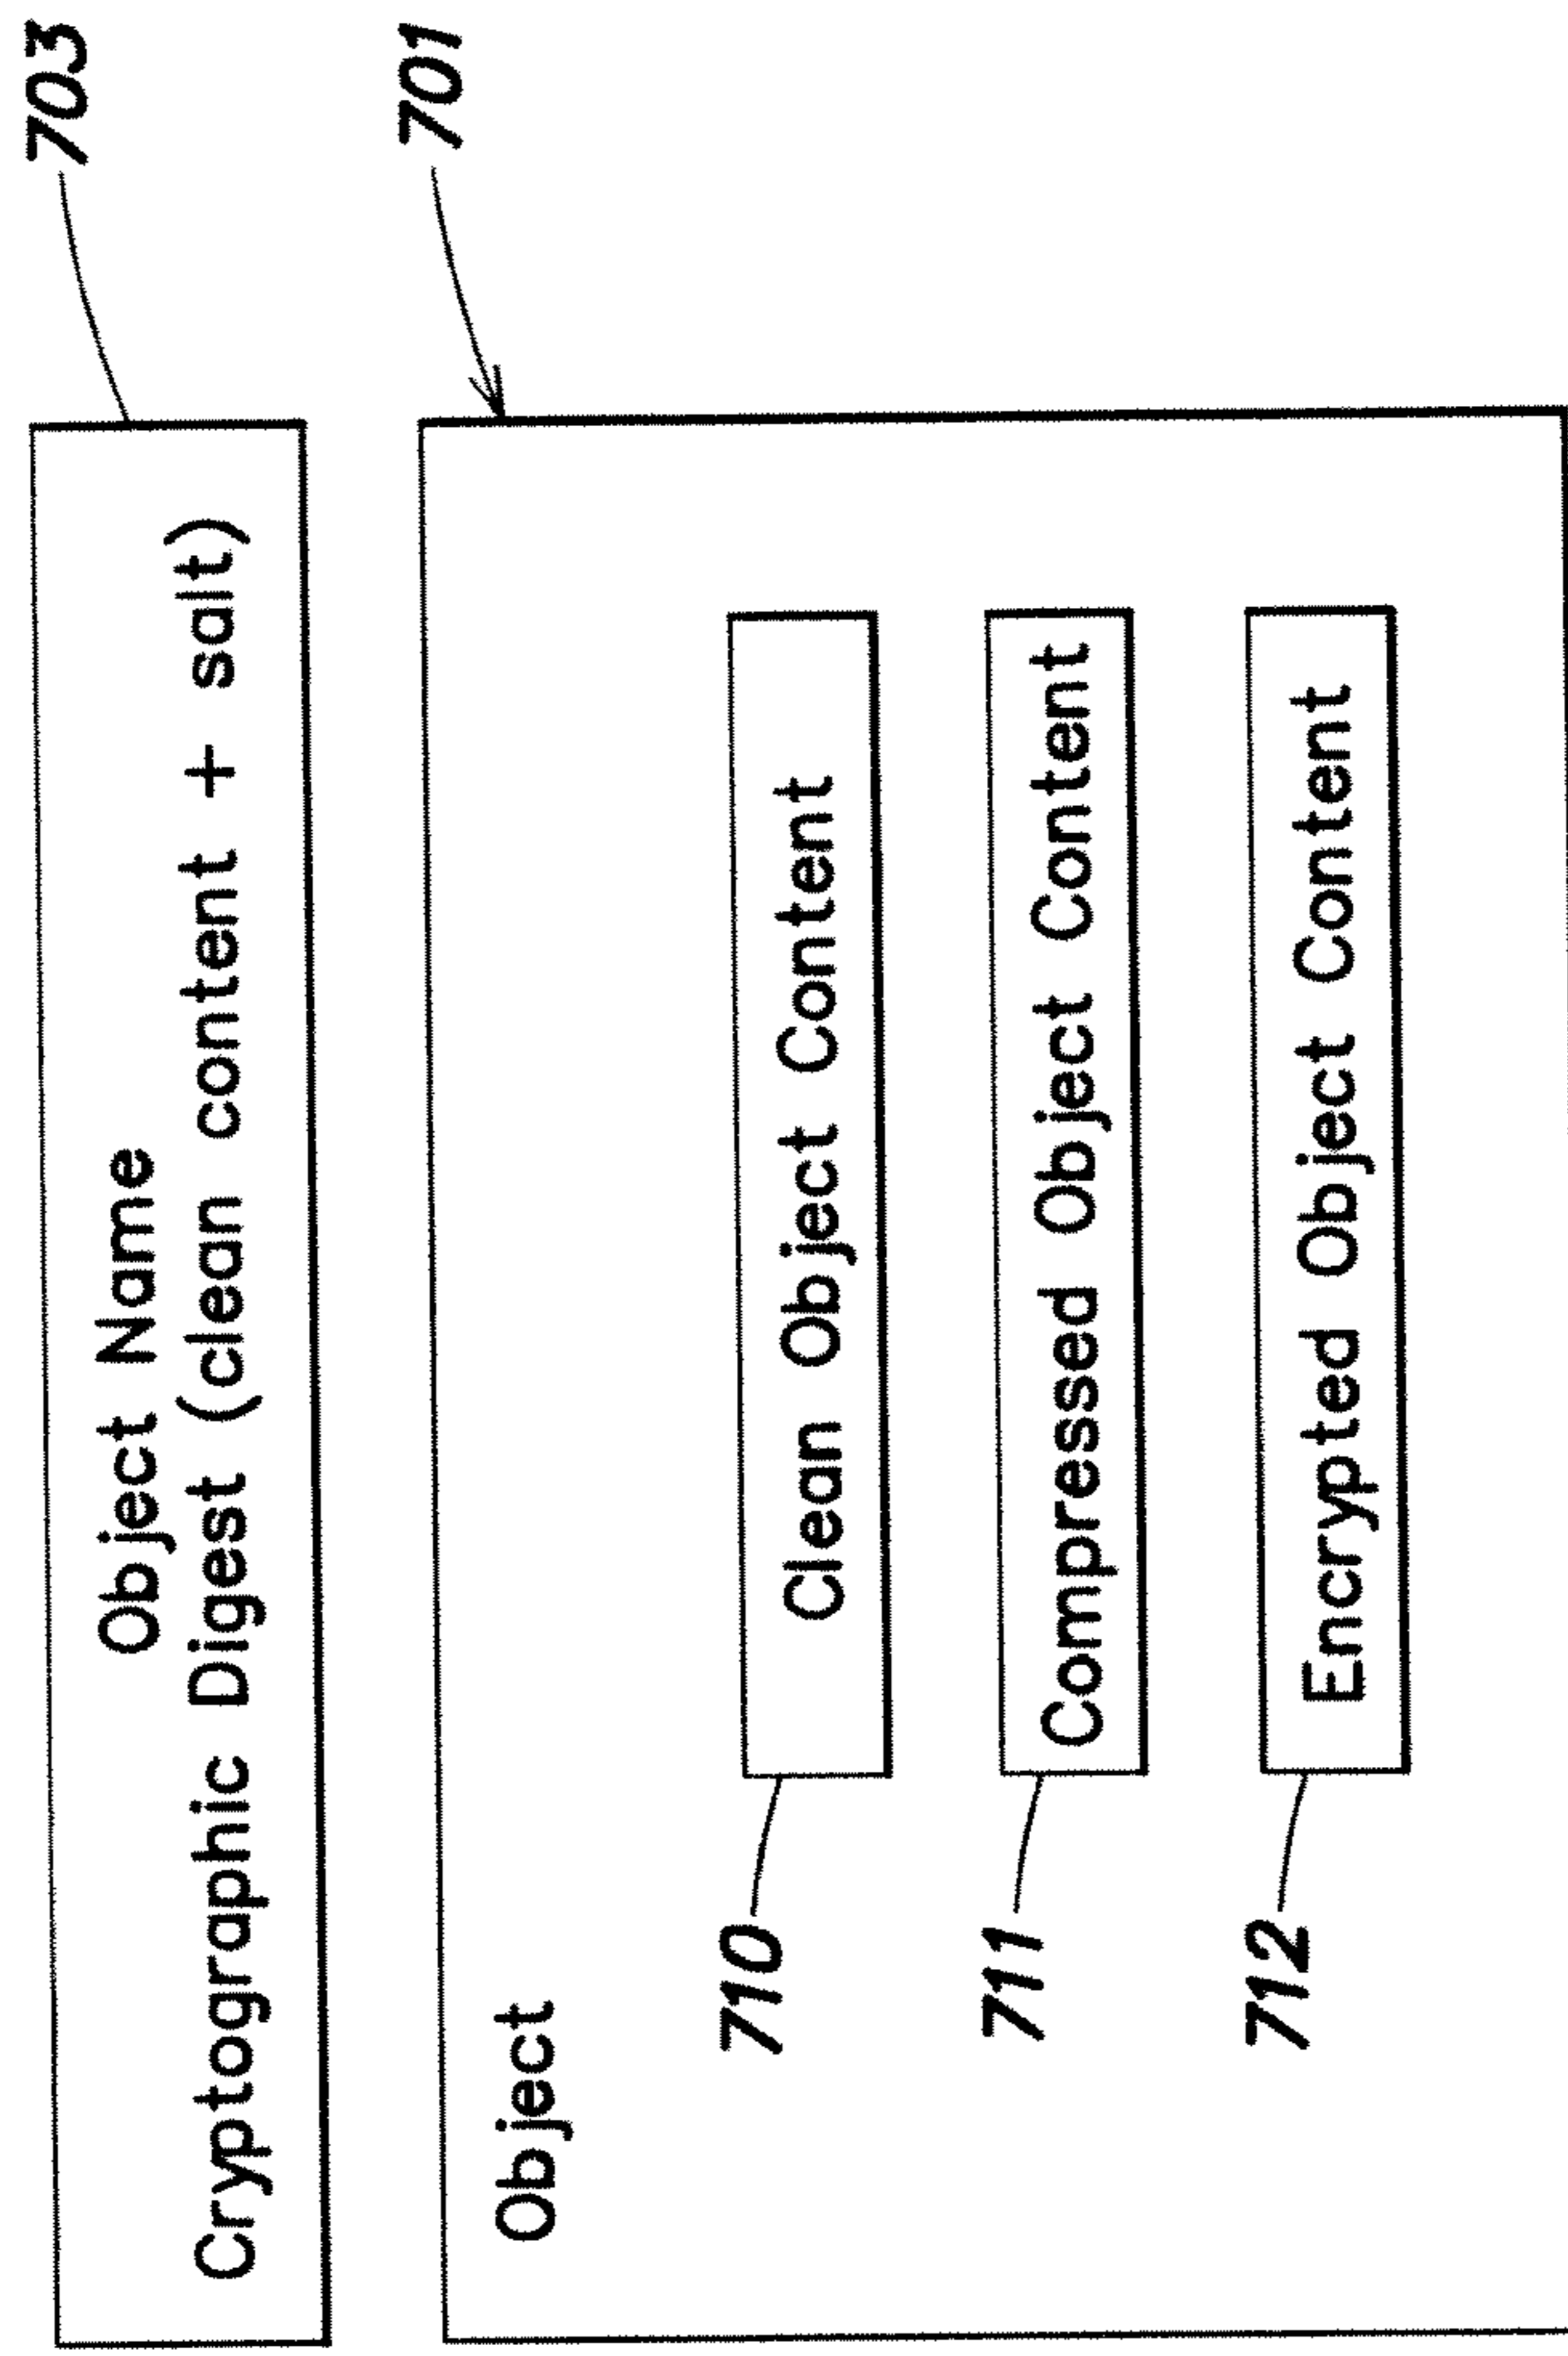 703
Object Name
Cryptographic Digest (clean content + salt)
701
Object
710
Clean Object Content
711
Compressed Object Content
712
Encrypted Object Content